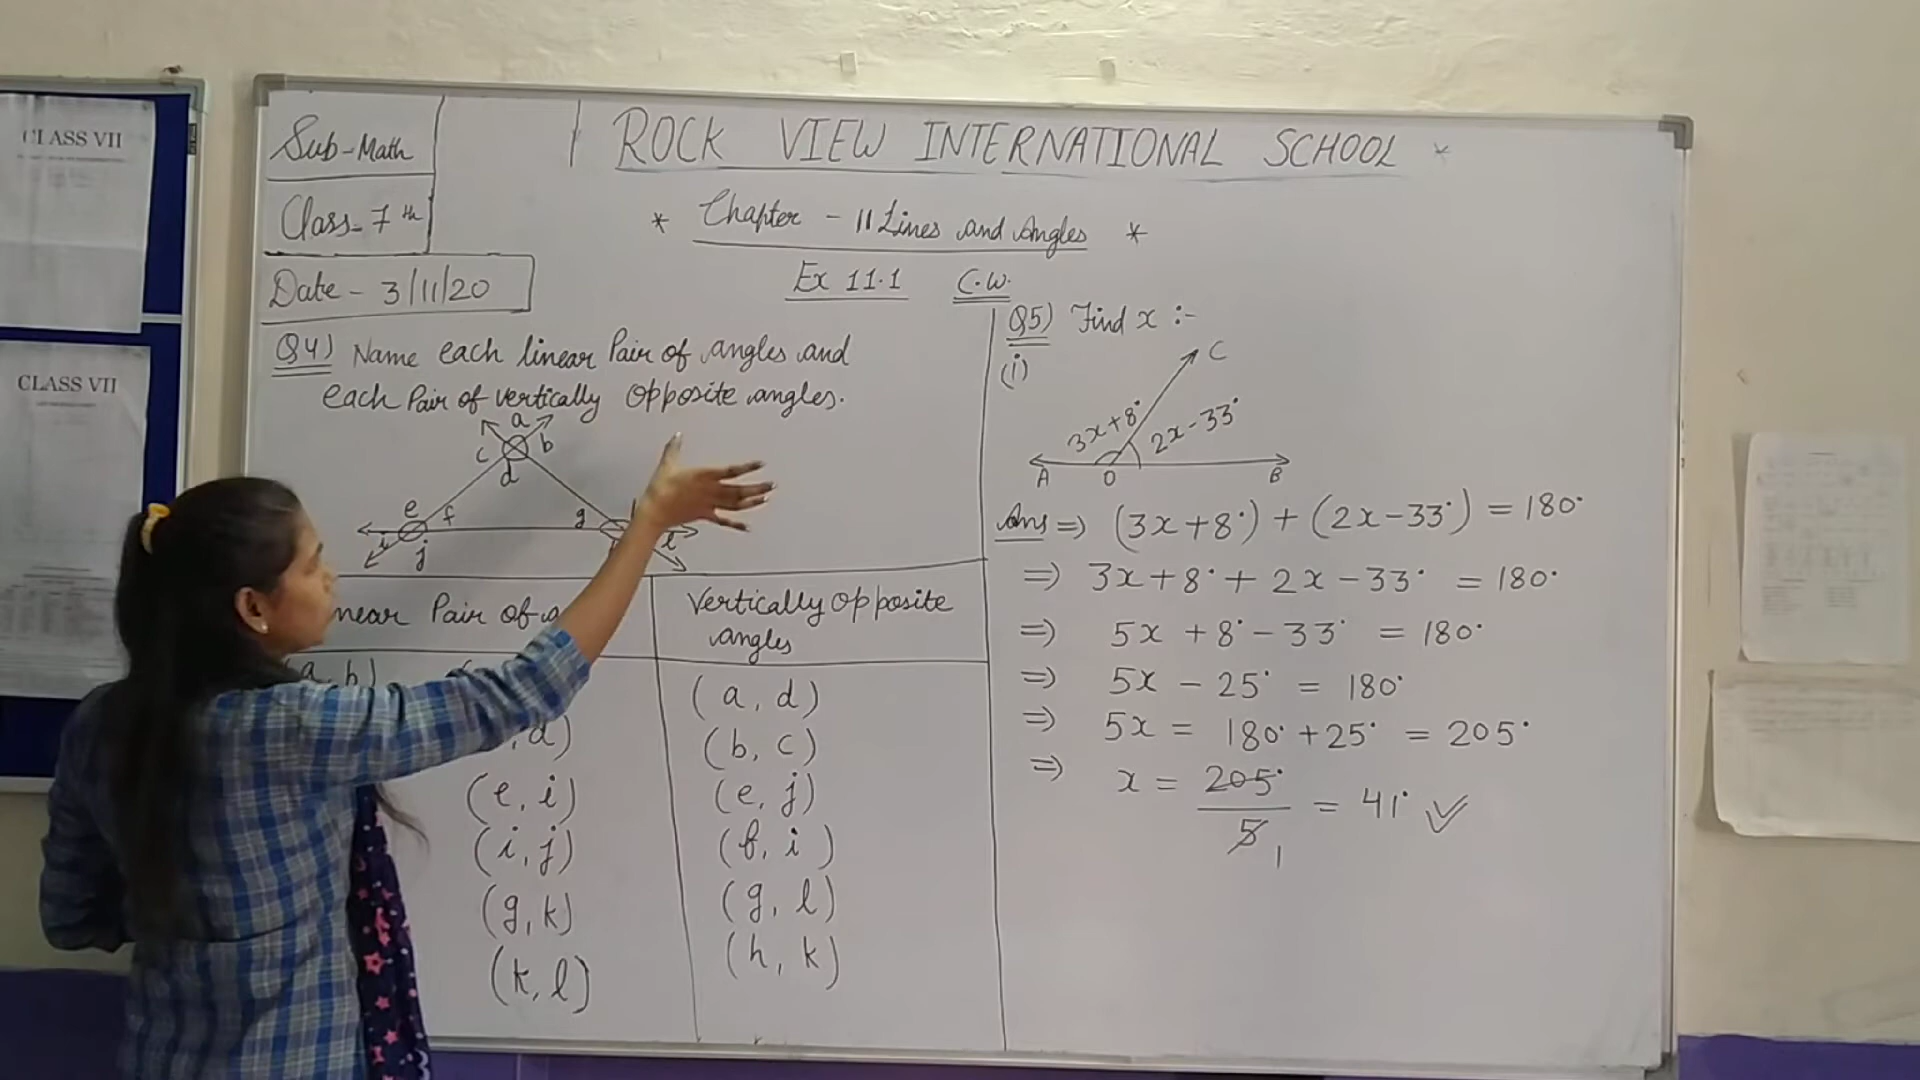 CLASS VII
CLASS VII
Sub-Math
Class-7th
Date - 3/11/20
ROCK VIEW INTERNATIONAL SCHOOL *
* Chapter - 11 Lines and Angles *
Ex 11.1 C.W.
Q4) Name each linear Pair of angles and
each Pair of vertically opposite angles.
a
c b
d
e f g
i j l
near Pair of a
Vertically opposite
angles
(a, b)
, d)
(e, i)
(i, j)
(g, k)
(k, l)
(a, d)
(b, c)
(e, j)
(f, i)
(g, l)
(h, k)
Q5) Find x :-
(i)
C
3x+8° 2x-33°
A O B
Ans => (3x+8°) + (2x-33°) = 180°
=> 3x+8°+ 2x-33° = 180°
=> 5x +8°-33° = 180°
=> 5x - 25° = 180°
=> 5x = 180°+25° = 205°
=> x = 205°/5 = 41° ✓
1